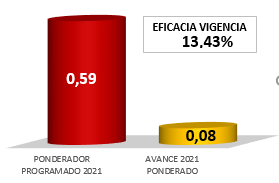 EFICACIA VIGENCIA
13,43%
0,59
0,08
PONDERADOR
PROGRAMADO 2021
AVANCE 2021
PONDERADO